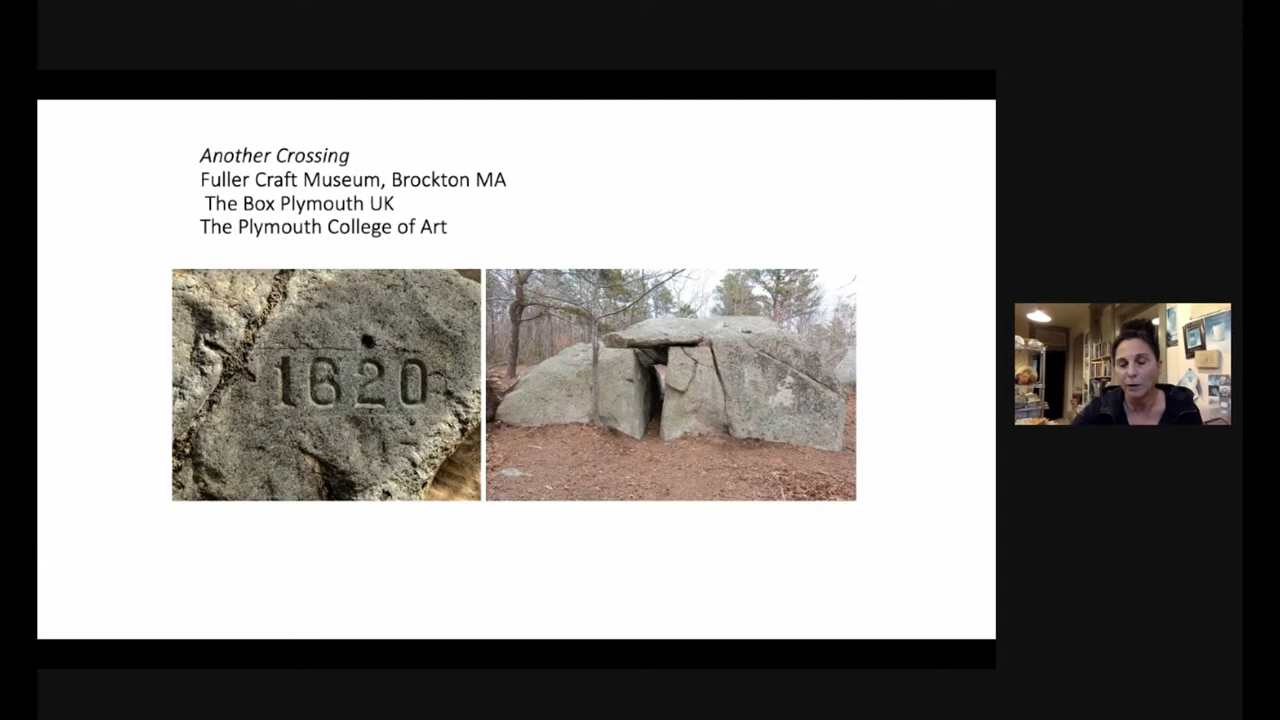 Another Crossing
Fuller Craft Museum, Brockton MA
The Box Plymouth UK
The Plymouth College of Art
1620